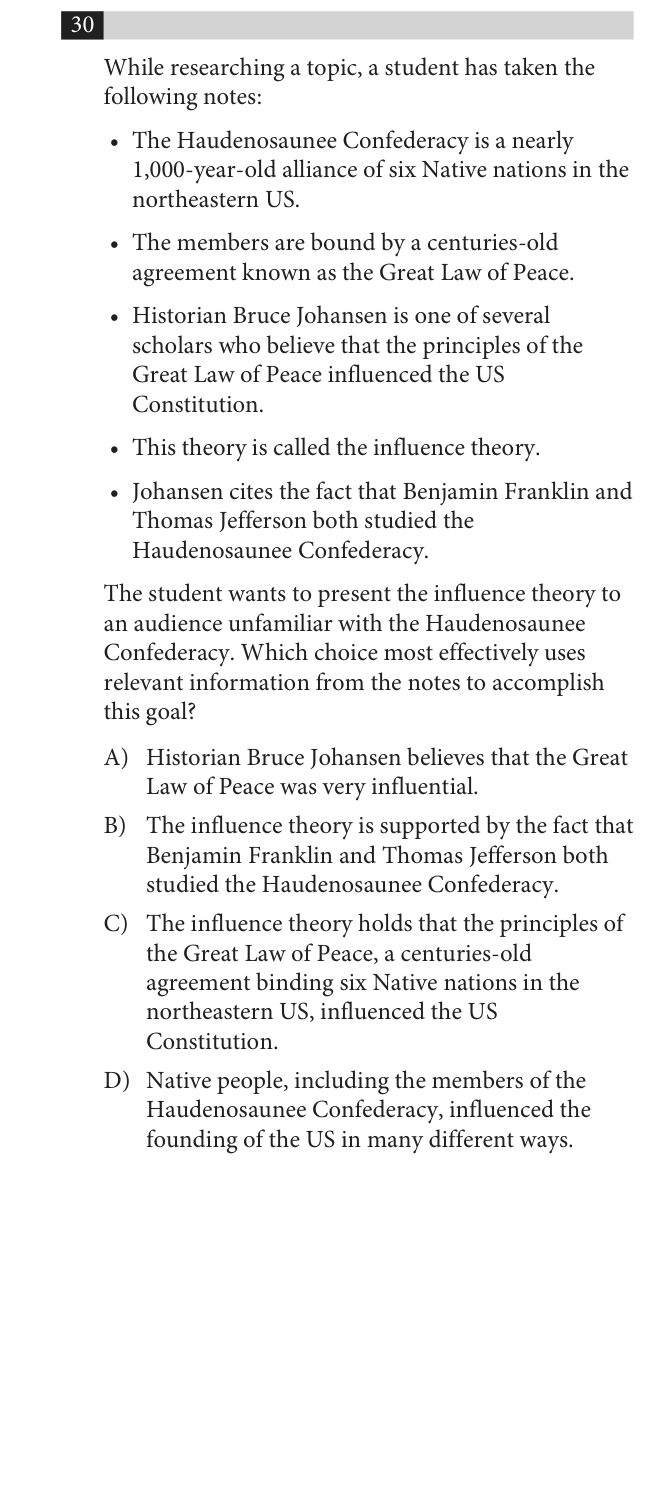 30
While researching a topic, a student has taken the
following notes:
• The Haudenosaunee Confederacy is a nearly
1,000-year-old alliance of six Native nations in the
northeastern US.
• The members are bound by a centuries-old
agreement known as the Great Law of Peace.
• Historian Bruce Johansen is one of several
scholars who believe that the principles of the
Great Law of Peace influenced the US
Constitution.
• This theory is called the influence theory.
• Johansen cites the fact that Benjamin Franklin and
Thomas Jefferson both studied the
Haudenosaunee Confederacy.
The student wants to present the influence theory to
an audience unfamiliar with the Haudenosaunee
Confederacy. Which choice most effectively uses
relevant information from the notes to accomplish
this goal?
A) Historian Bruce Johansen believes that the Great
Law of Peace was very influential.
B) The influence theory is supported by the fact that
Benjamin Franklin and Thomas Jefferson both
studied the Haudenosaunee Confederacy.
C) The influence theory holds that the principles of
the Great Law of Peace, a centuries-old
agreement binding six Native nations in the
northeastern US, influenced the US
Constitution.
D) Native people, including the members of the
Haudenosaunee Confederacy, influenced the
founding of the US in many different ways.